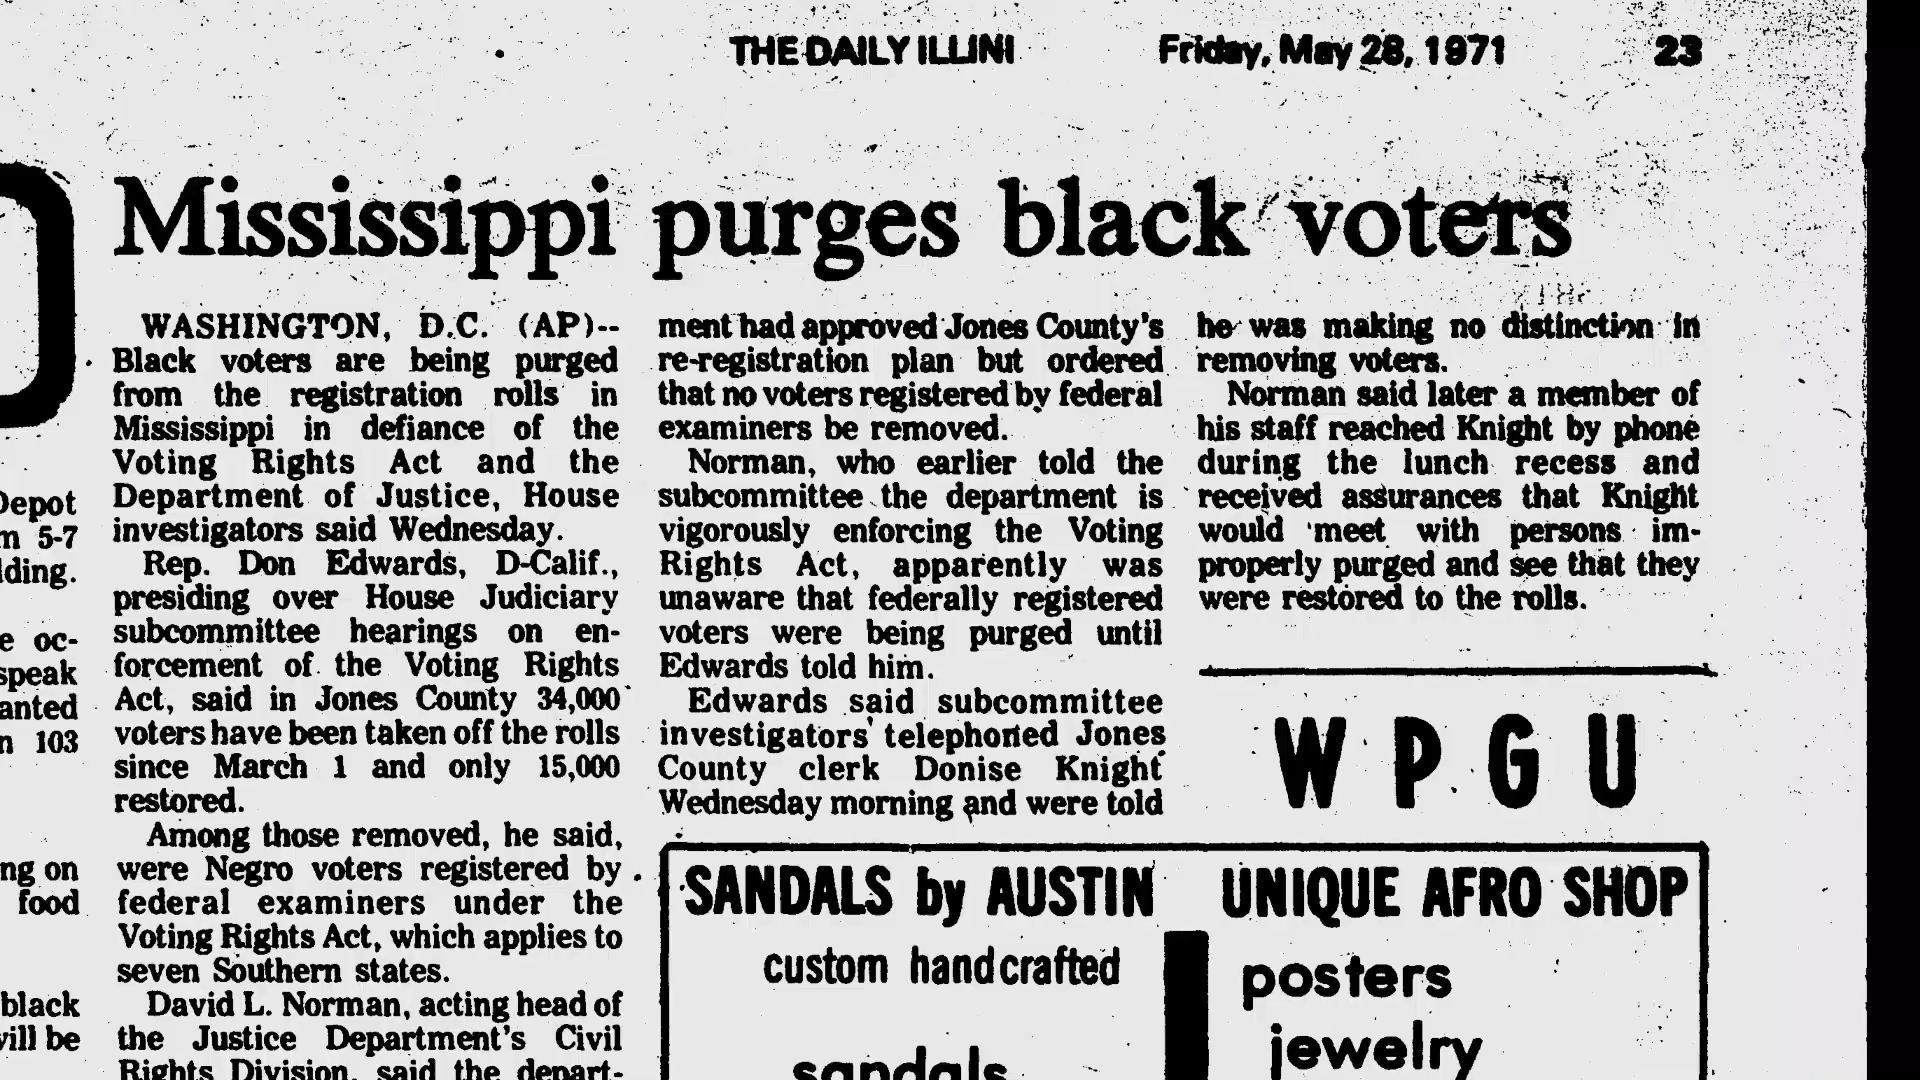 THE DAILY ILLINI Friday, May 28, 1971 23
Mississippi purges black voters
Depot
5-7
speak
103
ng on
food
black
will be
WASHINGTON, D.C. (AP)--
Black voters are being purged
from the registration rolls in
Mississippi in defiance of the
Voting Rights Act and the
Department of Justice, House
investigators said Wednesday.
Rep. Don Edwards, D-Calif.,
presiding over House Judiciary
subcommittee hearings on en-
forcement of the Voting Rights
Act, said in Jones County 34,000
voters have been taken off the rolls
since March 1 and only 15,000
restored.
Among those removed, he said,
were Negro voters registered by
federal examiners under the
Voting Rights Act, which applies to
seven Southern states.
David L. Norman, acting head of
the Justice Department's Civil
Rights Division, said the depart-
ment had approved Jones County's
re-registration plan but ordered
that no voters registered by federal
examiners be removed.
Norman, who earlier told the
subcommittee the department is
vigorously enforcing the Voting
Rights Act, apparently was
unaware that federally registered
voters were being purged until
Edwards told him.
Edwards said subcommittee
investigators telephoned Jones
County clerk Donise Knight
Wednesday morning and were told
he was making no distinction in
removing voters.
Norman said later a member of
his staff reached Knight by phone
during the lunch recess and
received assurances that Knight
would meet with persons im-
properly purged and see that they
were restored to the rolls.
WPGU
SANDALS by AUSTIN
custom handcrafted
sandals
UNIQUE AFRO SHOP
posters
jewelry